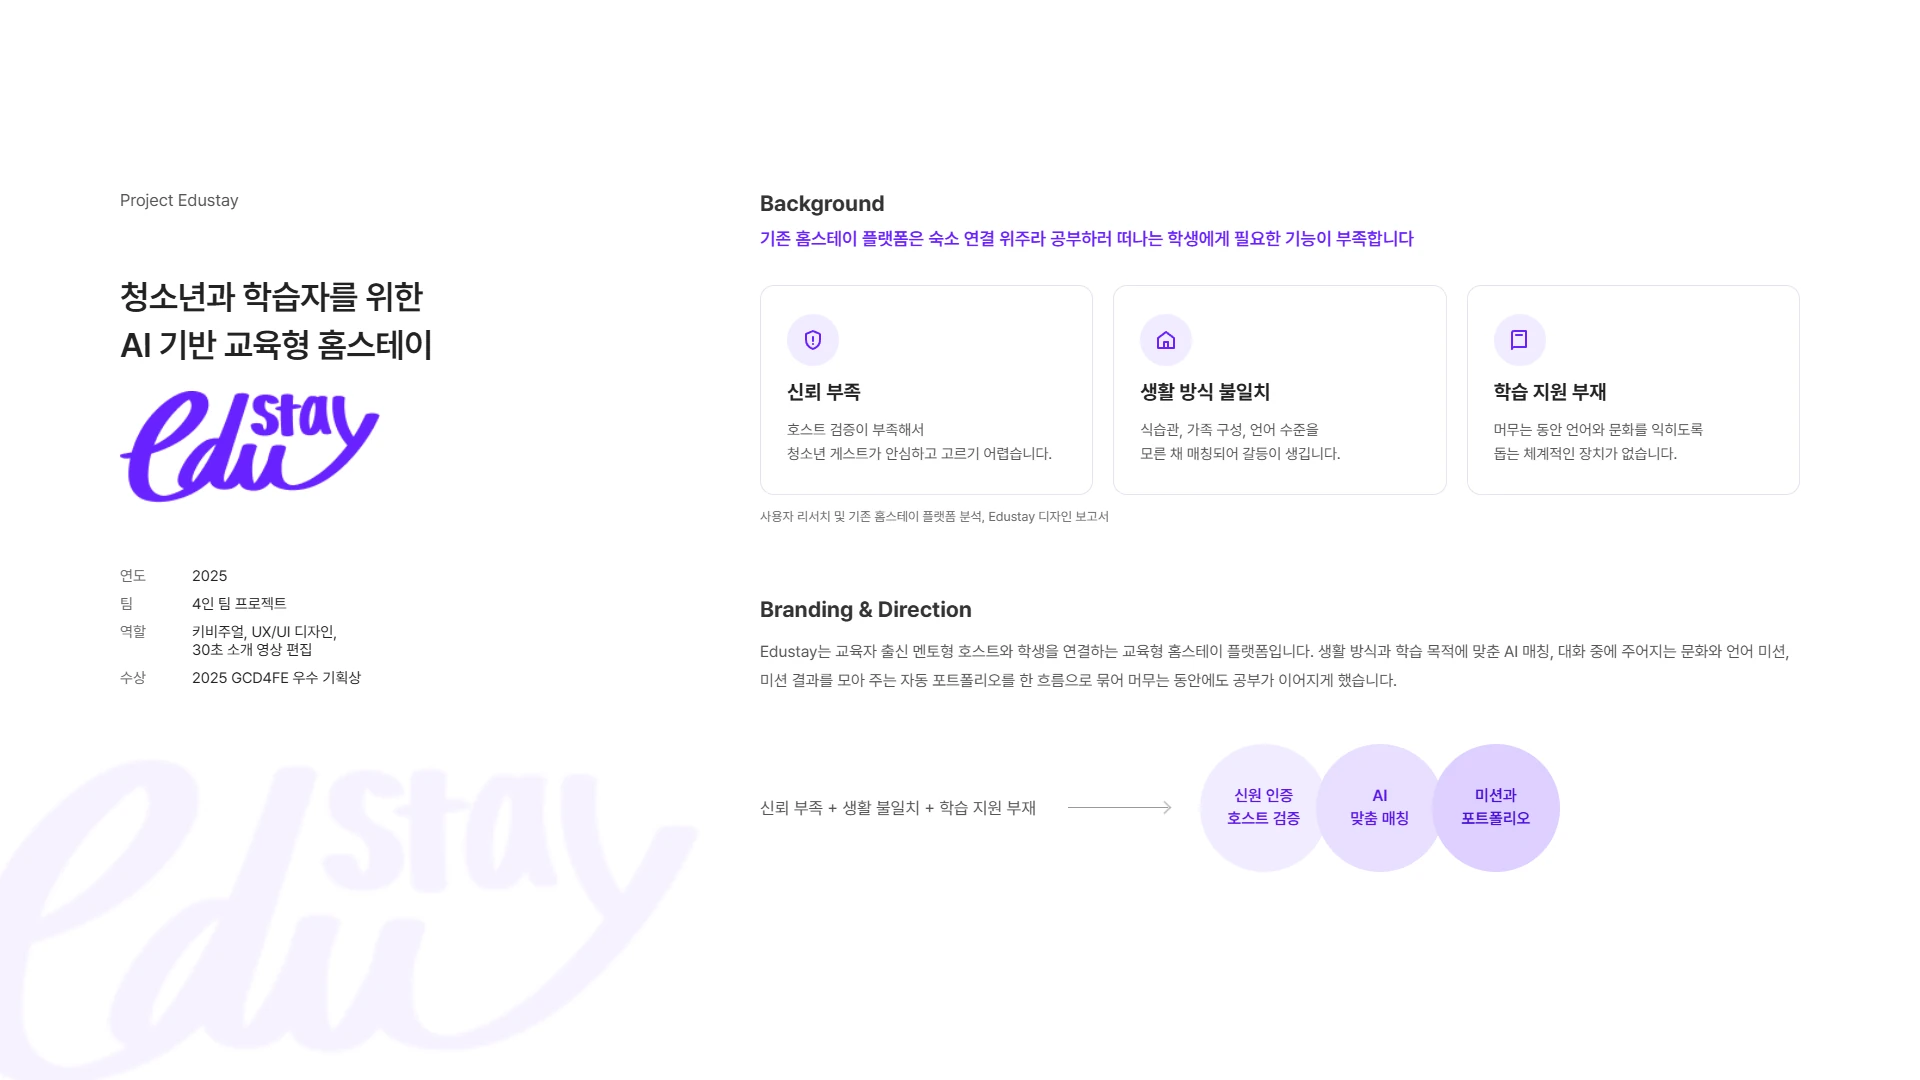 Project Edustay
청소년과 학습자를 위한
AI 기반 교육형 홈스테이
edu stay
연도 2025
팀 4인 팀 프로젝트
역할 키비주얼, UX/UI 디자인,
30초 소개 영상 편집
수상 2025 GCD4FE 우수 기획상
edu stay
Background
기존 홈스테이 플랫폼은 숙소 연결 위주라 공부하러 떠나는 학생에게 필요한 기능이 부족합니다
신뢰 부족
호스트 검증이 부족해서
청소년 게스트가 안심하고 고르기 어렵습니다.
생활 방식 불일치
식습관, 가족 구성, 언어 수준을
모른 채 매칭되어 갈등이 생깁니다.
학습 지원 부재
머무는 동안 언어와 문화를 익히도록
돕는 체계적인 장치가 없습니다.
사용자 리서치 및 기존 홈스테이 플랫폼 분석, Edustay 디자인 보고서
Branding & Direction
Edustay는 교육자 출신 멘토형 호스트와 학생을 연결하는 교육형 홈스테이 플랫폼입니다. 생활 방식과 학습 목적에 맞춘 AI 매칭, 대화 중에 주어지는 문화와 언어 미션,
미션 결과를 모아 주는 자동 포트폴리오를 한 흐름으로 묶어 머무는 동안에도 공부가 이어지게 했습니다.
신뢰 부족 + 생활 불일치 + 학습 지원 부재
신원 인증
호스트 검증
AI
맞춤 매칭
미션과
포트폴리오